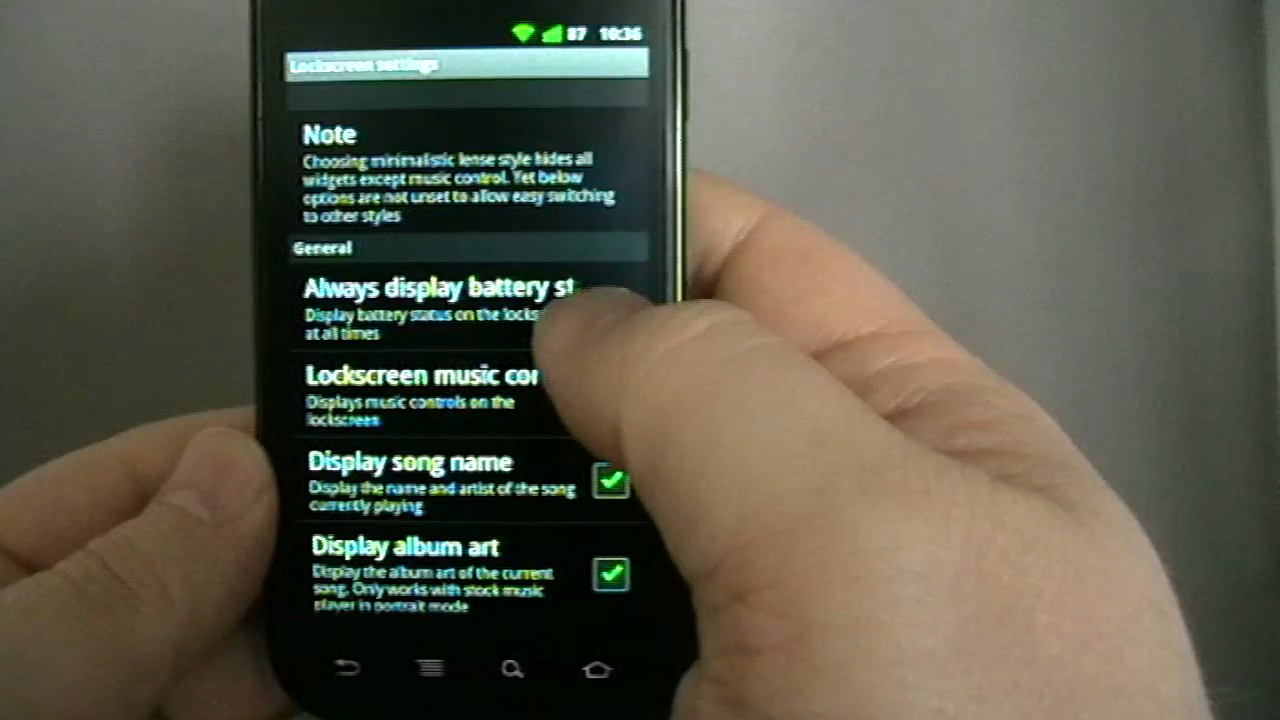 87 10:36
Lockscreen settings
Note
Choosing minimalistic lense style hides all
widgets except music control. Yet below
options are not unset to allow easy switching
to other styles
General
Always display battery st
Display battery status on the locks
at all times
Lockscreen music con
Displays music controls on the
lockscreen
Display song name
Display the name and artist of the song
currently playing
Display album art
Display the album art of the current
song. Only works with stock music
player in portrait mode